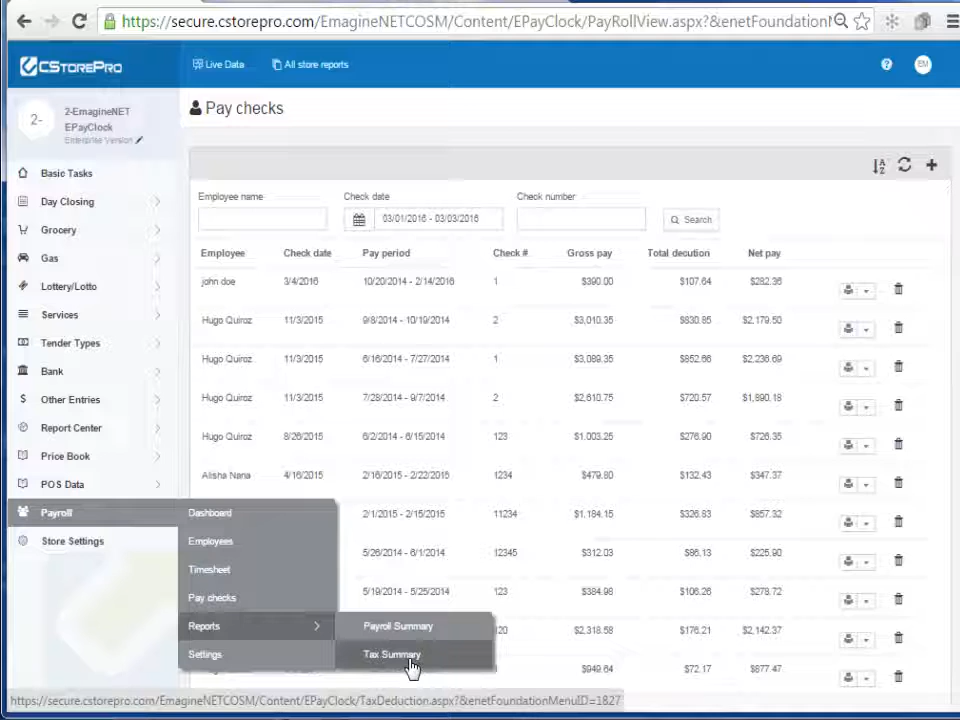 https://secure.cstorepro.com/EmagineNETCOSM/Content/EPayClock/PayRollView.aspx?&enetFoundation
CSTOREPRO
Live Data
All store reports
?
EM
2-
2-EmagineNET
EPayClock
Enterprise Version
Pay checks
Basic Tasks
Day Closing
Grocery
Gas
Lottery/Lotto
Services
Tender Types
Bank
Other Entries
Report Center
Price Book
POS Data
Payroll
Store Settings
Employee name Check date Check number
03/01/2016 - 03/03/2016 Search
Employee Check date Pay period Check # Gross pay Total decution Net pay
john doe 3/4/2016 10/20/2014 - 2/14/2016 1 $390.00 $107.64 $282.36
Hugo Quiroz 11/3/2015 9/8/2014 - 10/19/2014 2 $3,010.35 $830.85 $2,179.50
Hugo Quiroz 11/3/2015 6/16/2014 - 7/27/2014 1 $3,089.35 $852.66 $2,236.69
Hugo Quiroz 11/3/2015 7/28/2014 - 9/7/2014 2 $2,610.75 $720.57 $1,890.18
Hugo Quiroz 8/26/2015 6/2/2014 - 6/15/2014 123 $1,003.25 $276.90 $726.35
Alisha Nana 4/16/2015 2/16/2015 - 2/22/2015 1234 $479.80 $132.43 $347.37
2/1/2015 - 2/15/2015 11234 $1,184.15 $326.83 $857.32
5/26/2014 - 6/1/2014 12345 $312.03 $86.13 $225.90
5/19/2014 - 5/25/2014 123 $384.98 $106.26 $278.72
120 $2,318.58 $176.21 $2,142.37
$949.64 $72.17 $877.47
Dashboard
Employees
Timesheet
Pay checks
Reports
Settings
Payroll Summary
Tax Summary
https://secure.cstorepro.com/EmagineNETCOSM/Content/EPayClock/TaxDeduction.aspx?&enetFoundationMenuID=1827